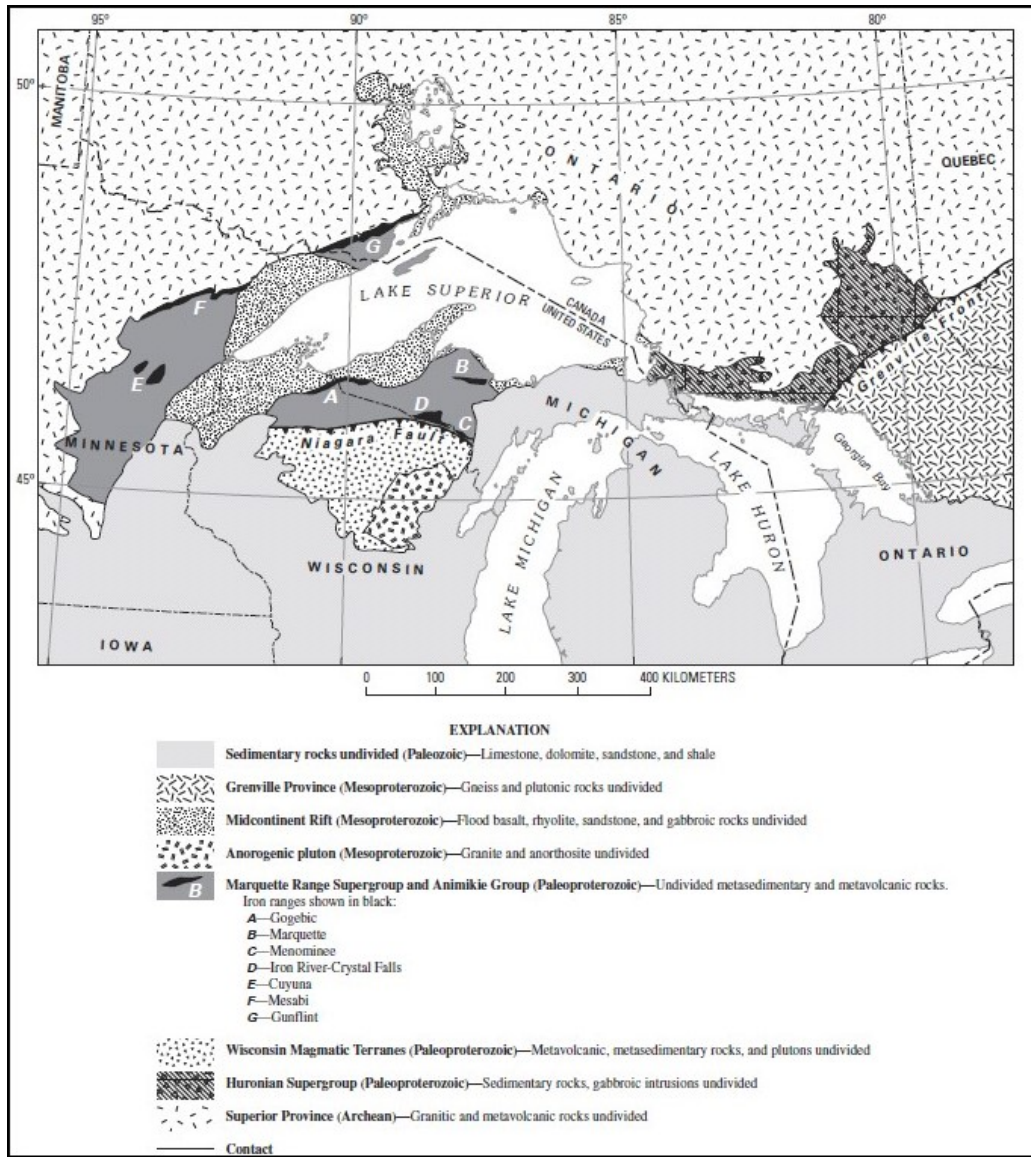 95°
90°
85°
80°
50°
MANITOBA
ONTARIO
QUEBEC
G
LAKE SUPERIOR
CANADA
UNITED STATES
F
Grenville Front
E
B
A
D
C
MICHIGAN
MINNESOTA
Niagara Fault
Georgian Bay
45°
LAKE HURON
LAKE MICHIGAN
ONTARIO
WISCONSIN
IOWA
0 100 200 300 400 KILOMETERS
EXPLANATION
Sedimentary rocks undivided (Paleozoic)—Limestone, dolomite, sandstone, and shale
Grenville Province (Mesoproterozoic)—Gneiss and plutonic rocks undivided
Midcontinent Rift (Mesoproterozoic)—Flood basalt, rhyolite, sandstone, and gabbroic rocks undivided
Anorogenic pluton (Mesoproterozoic)—Granite and anorthosite undivided
B Marquette Range Supergroup and Animikie Group (Paleoproterozoic)—Undivided metasedimentary and metavolcanic rocks.
Iron ranges shown in black:
A—Gogebic
B—Marquette
C—Menominee
D—Iron River-Crystal Falls
E—Cuyuna
F—Mesabi
G—Gunflint
Wisconsin Magmatic Terranes (Paleoproterozoic)—Metavolcanic, metasedimentary rocks, and plutons undivided
Huronian Supergroup (Paleoproterozoic)—Sedimentary rocks, gabbroic intrusions undivided
Superior Province (Archean)—Granitic and metavolcanic rocks undivided
Contact